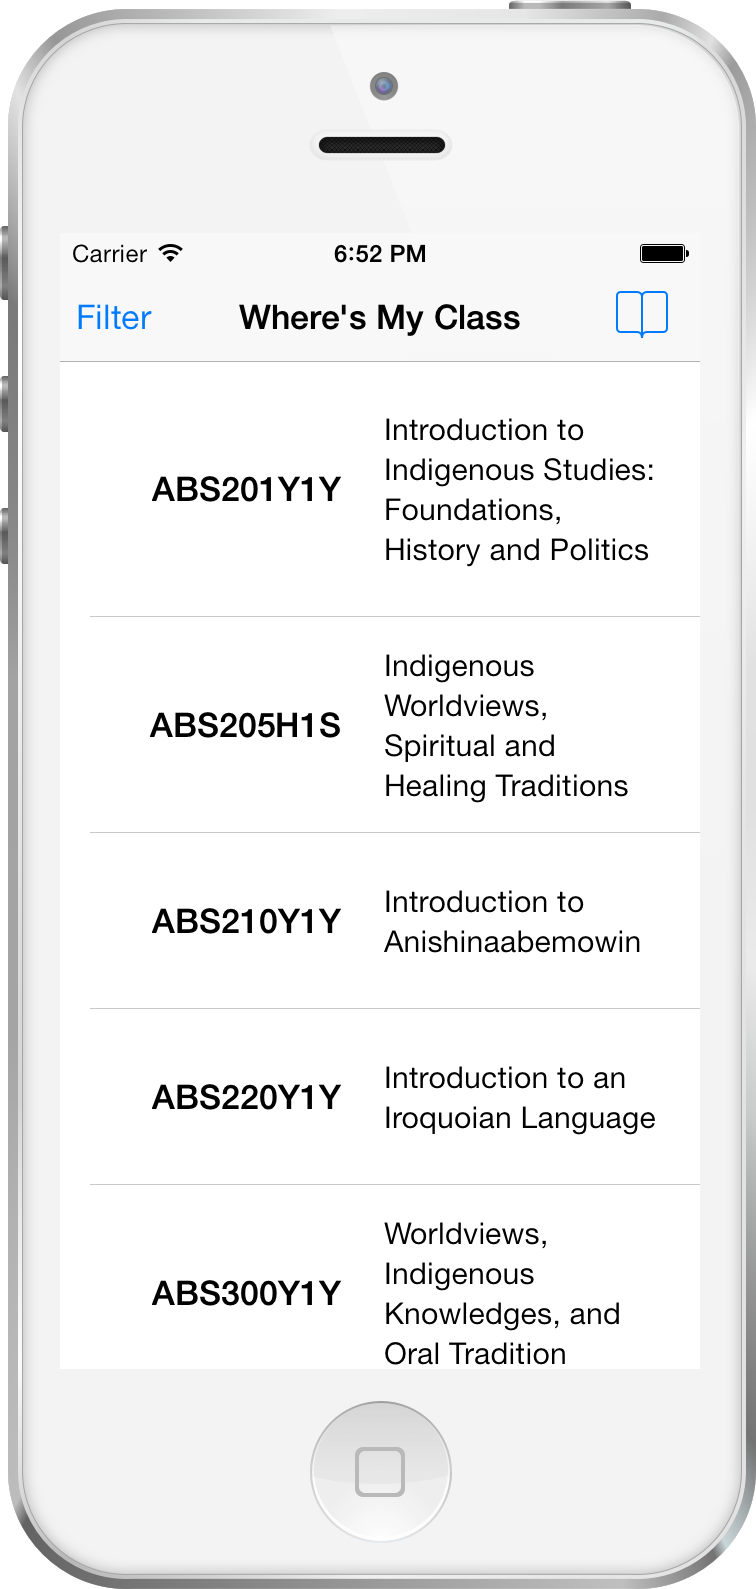 Carrier 6:52 PM
Filter Where's My Class
ABS201Y1Y
Introduction to
Indigenous Studies:
Foundations,
History and Politics
ABS205H1S
Indigenous
Worldviews,
Spiritual and
Healing Traditions
ABS210Y1Y
Introduction to
Anishinaabemowin
ABS220Y1Y
Introduction to an
Iroquoian Language
ABS300Y1Y
Worldviews,
Indigenous
Knowledges, and
Oral Tradition